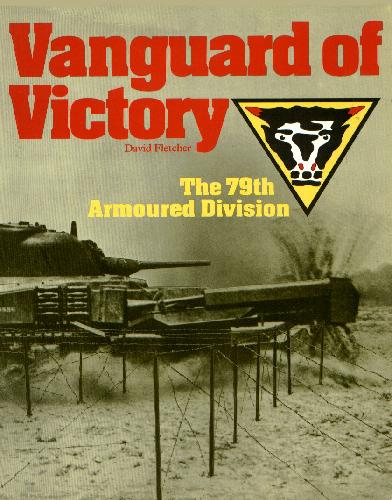 Vanguard of
Victory
David Fletcher
The 79th
Armoured Division